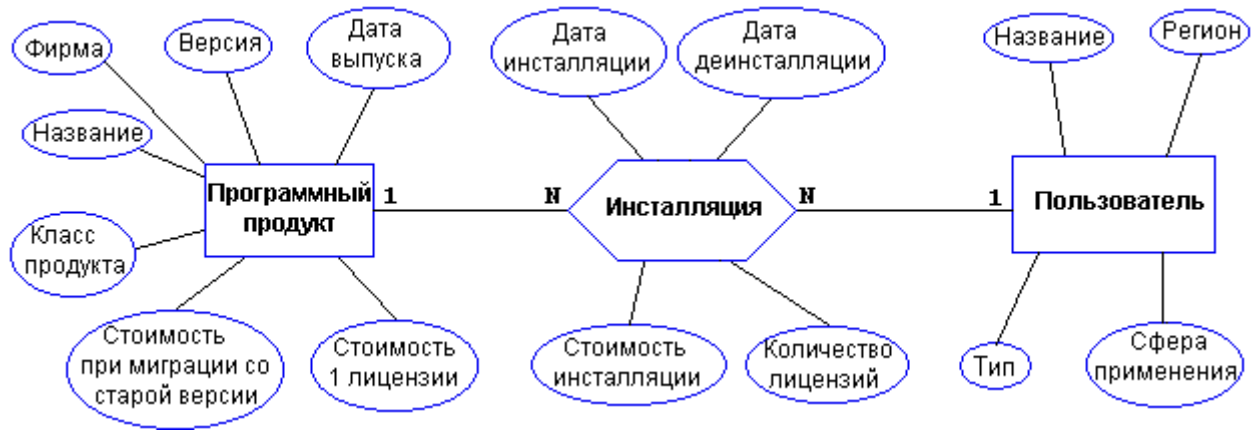 Фирма
Версия
Дата
выпуска
Название
Класс
продукта
Программный
продукт
Стоимость
при миграции со
старой версии
Стоимость
1 лицензии
1
N
Дата
инсталляции
Дата
деинсталляции
Инсталляция
Стоимость
инсталляции
Количество
лицензий
N
1
Название
Регион
Пользователь
Тип
Сфера
применения